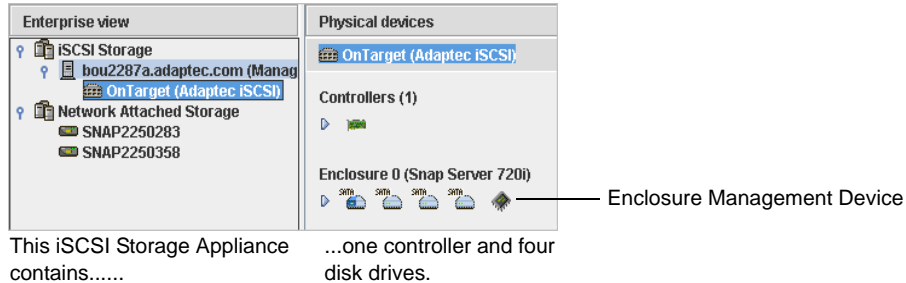 Enterprise view
iSCSI Storage
bou2287a.adaptec.com (Manag
OnTarget (Adaptec iSCSI)
Network Attached Storage
SNAP2250283
SNAP2250358
Physical devices
OnTarget (Adaptec iSCSI)
Controllers (1)
Enclosure 0 (Snap Server 720i)
SATA SATA SATA SATA
Enclosure Management Device
This iSCSI Storage Appliance
contains......
...one controller and four
disk drives.